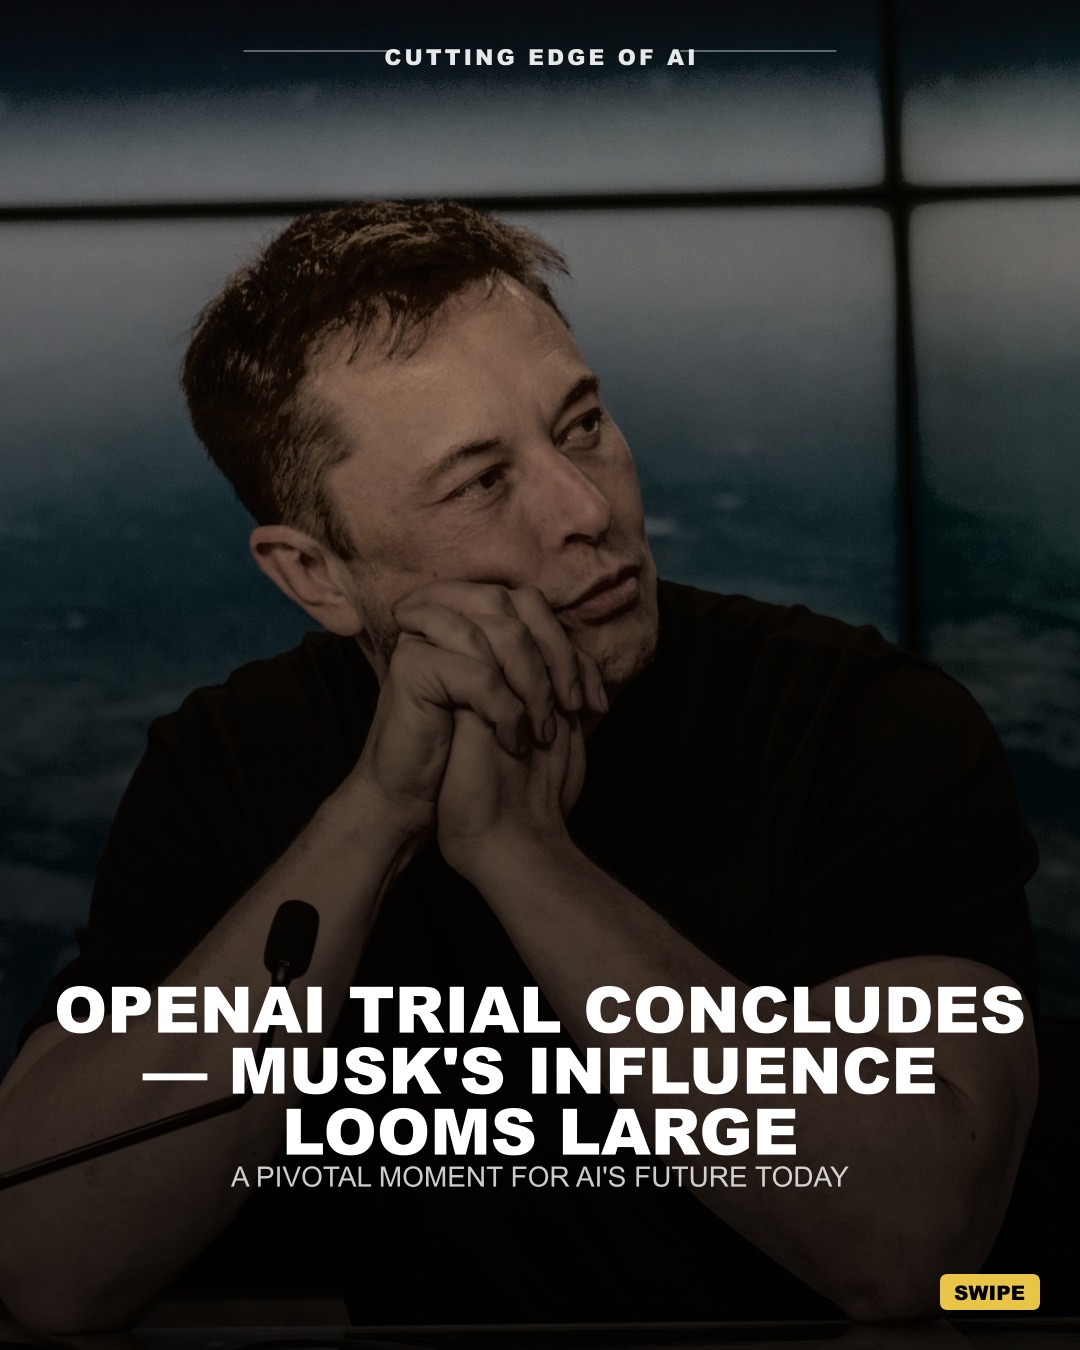 CUTTING EDGE OF AI
OPENAI TRIAL CONCLUDES
— MUSK'S INFLUENCE
LOOMS LARGE
A PIVOTAL MOMENT FOR AI'S FUTURE TODAY
SWIPE